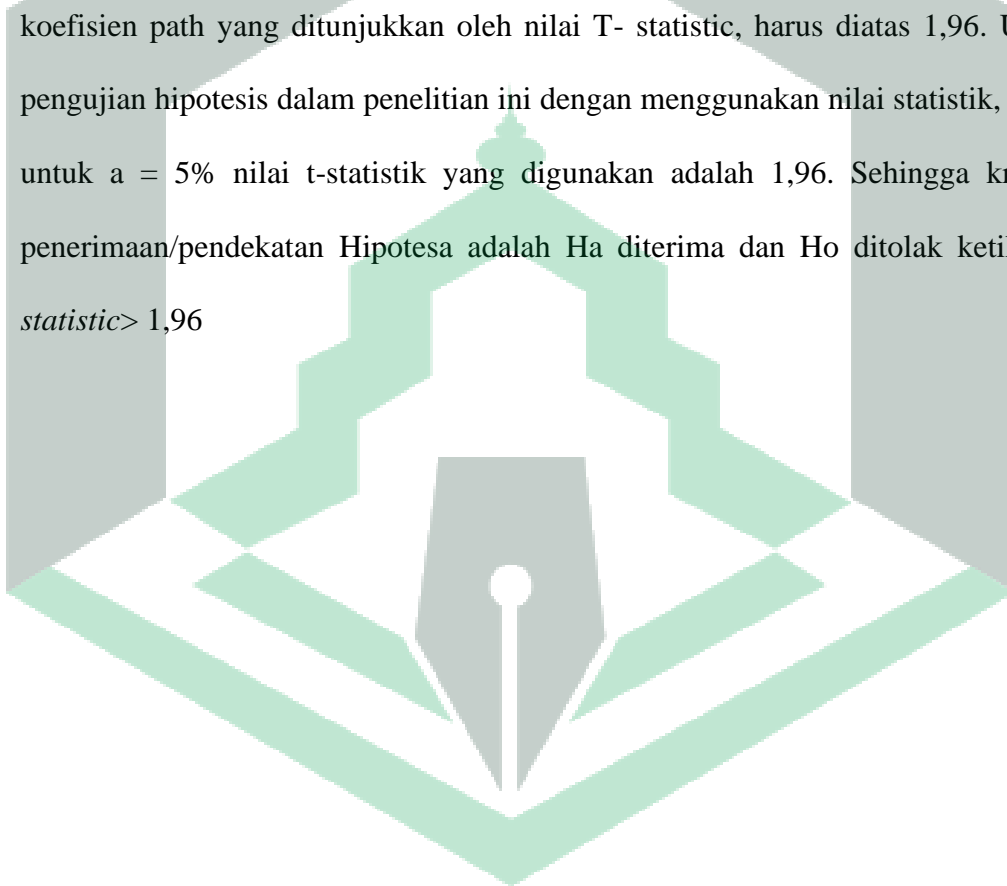 koefisien path yang ditunjukkan oleh nilai T- statistic, harus diatas 1,96. U
pengujian hipotesis dalam penelitian ini dengan menggunakan nilai statistik,
untuk a = 5% nilai t-statistik yang digunakan adalah 1,96. Sehingga kr
penerimaan/pendekatan Hipotesa adalah Ha diterima dan Ho ditolak ketil
statistic> 1,96